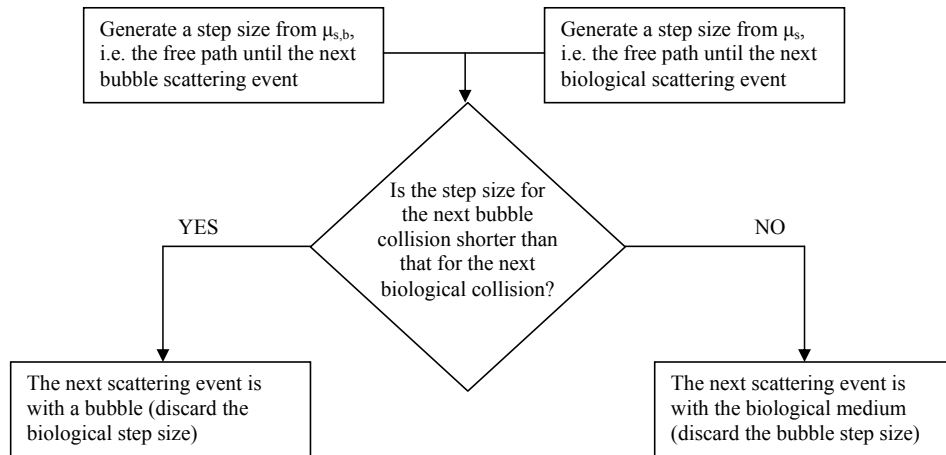 Generate a step size from μs,b,
i.e. the free path until the next
bubble scattering event
Generate a step size from μs,
i.e. the free path until the next
biological scattering event
Is the step size for
the next bubble
collision shorter than
that for the next
biological collision?
YES
NO
The next scattering event is
with a bubble (discard the
biological step size)
The next scattering event is
with the biological medium
(discard the bubble step size)